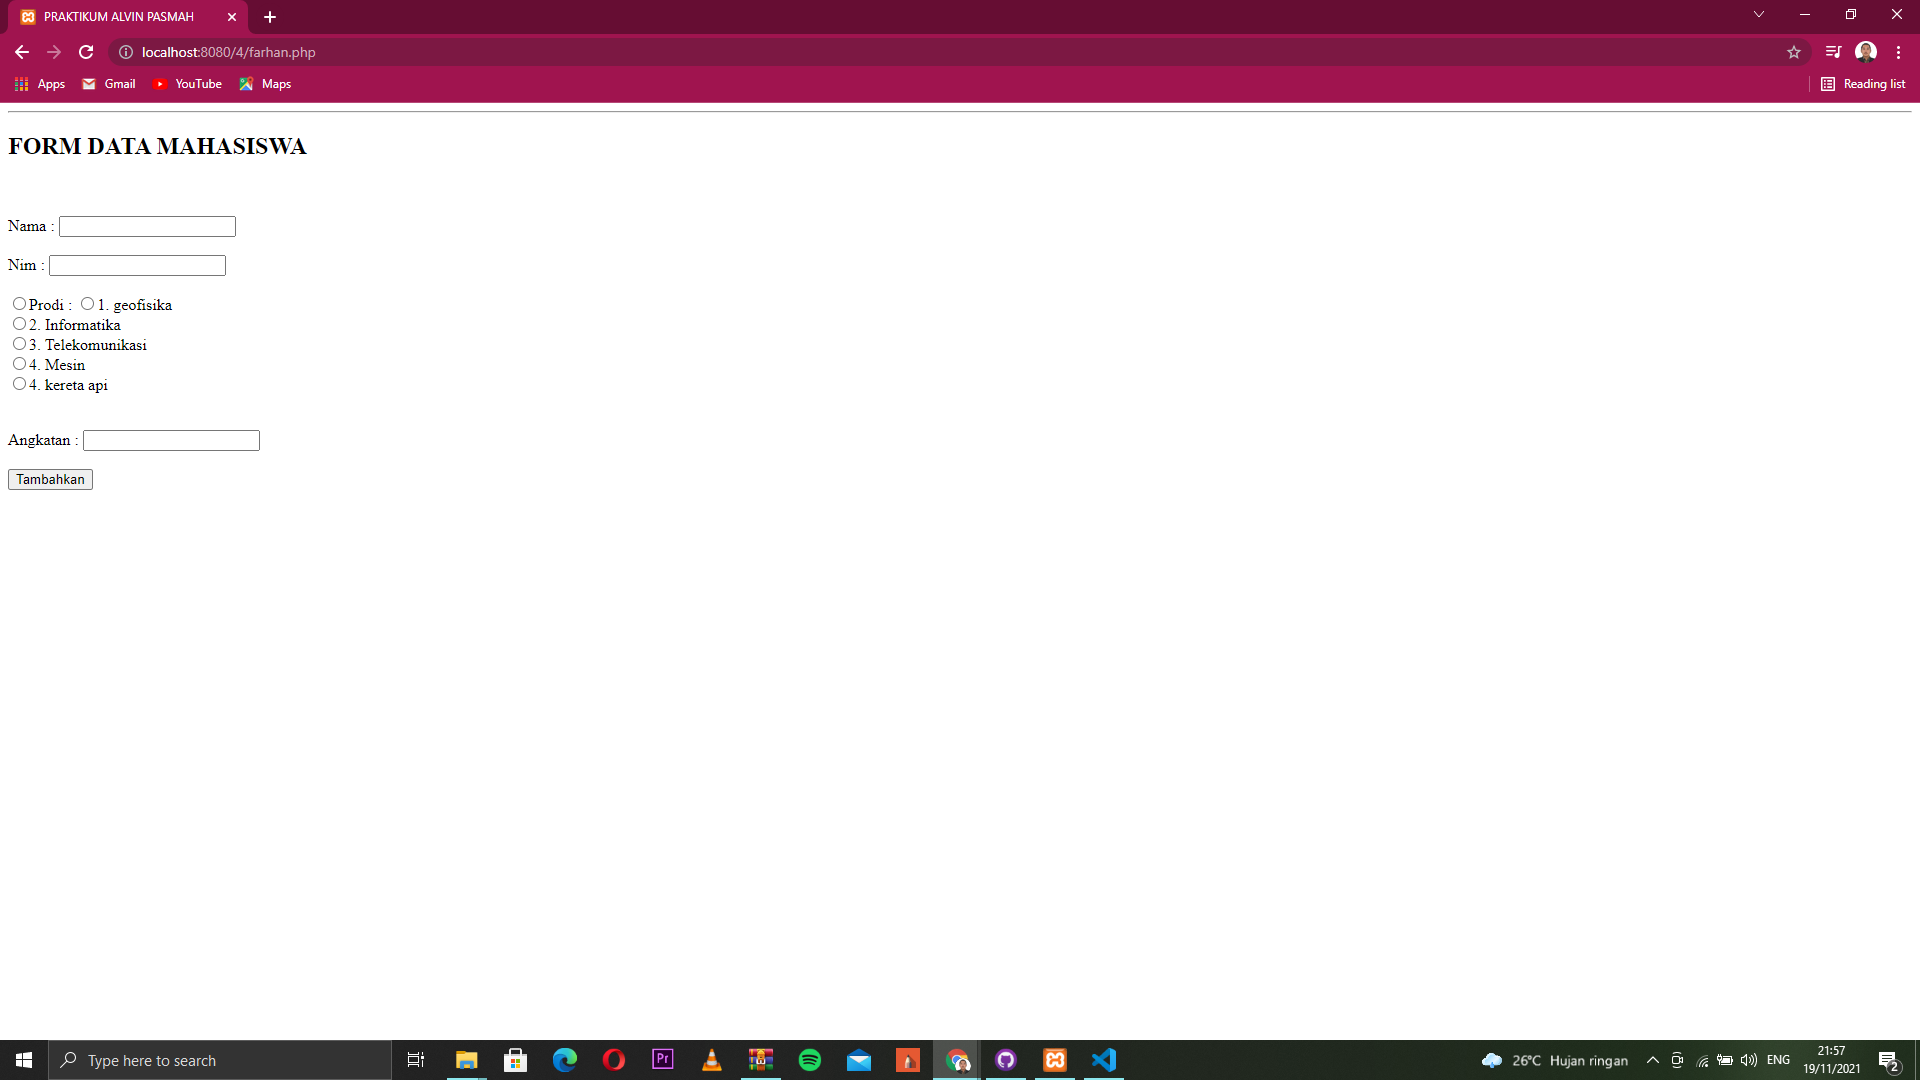 PRAKTIKUM ALVIN PASMAH
localhost:8080/4/farhan.php
Apps Gmail YouTube Maps Reading list
FORM DATA MAHASISWA
Nama :
Nim :
Prodi : 1. geofisika
2. Informatika
3. Telekomunikasi
4. Mesin
4. kereta api
Angkatan :
Tambahkan
Type here to search
Pr
26°C Hujan ringan
ENG
21:57
19/11/2021
2